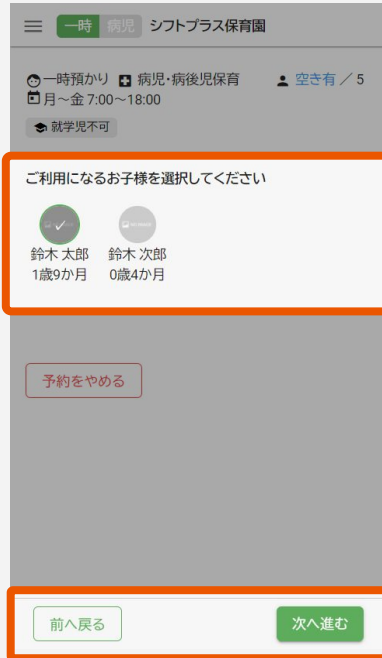 一時 病児 シフトプラス保育園
一時預かり 病児・病後児保育 空き有 / 5
月～金 7:00～18:00
就学児不可
ご利用になるお子様を選択してください
鈴木 太郎 鈴木 次郎
1歳9か月 0歳4か月
予約をやめる
前へ戻る 次へ進む